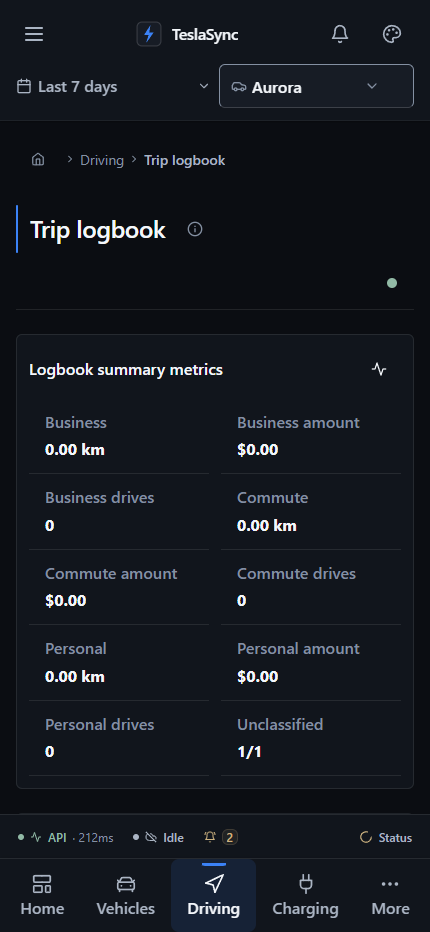 TeslaSync
Last 7 days
Aurora
Driving
Trip logbook
Trip logbook
Logbook summary metrics
Business
Business amount
0.00 km
$0.00
Business drives
Commute
0
0.00 km
Commute amount
Commute drives
$0.00
0
Personal
Personal amount
0.00 km
$0.00
Personal drives
Unclassified
0
1/1
API · 212ms
Idle
2
Status
Home
Vehicles
Driving
Charging
More